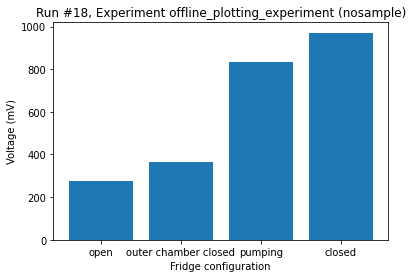 Run #18, Experiment offline_plotting_experiment (nosample)
1000
800
600
400
200
0
Voltage (mV)
open outer chamber closed pumping closed
Fridge configuration